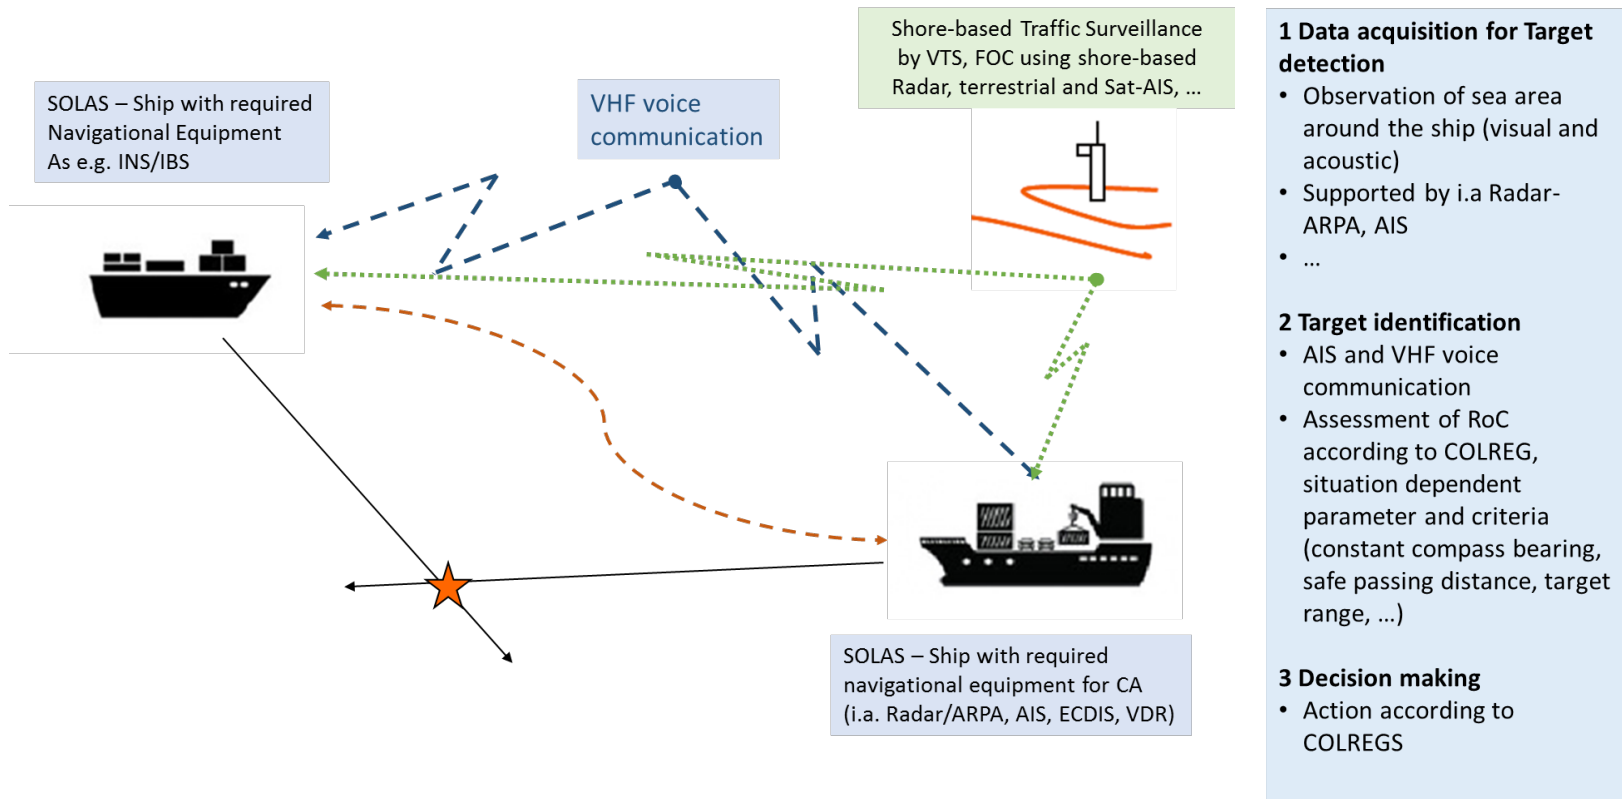 SOLAS – Ship with required
Navigational Equipment
As e.g. INS/IBS
VHF voice
communication
Shore-based Traffic Surveillance
by VTS, FOC using shore-based
Radar, terrestrial and Sat-AIS, …
SOLAS – Ship with required
navigational equipment for CA
(i.a. Radar/ARPA, AIS, ECDIS, VDR)
1 Data acquisition for Target
detection
• Observation of sea area
around the ship (visual and
acoustic)
• Supported by i.a Radar-
ARPA, AIS
• …
2 Target identification
• AIS and VHF voice
communication
• Assessment of RoC
according to COLREG,
situation dependent
parameter and criteria
(constant compass bearing,
safe passing distance, target
range, …)
3 Decision making
• Action according to
COLREGS